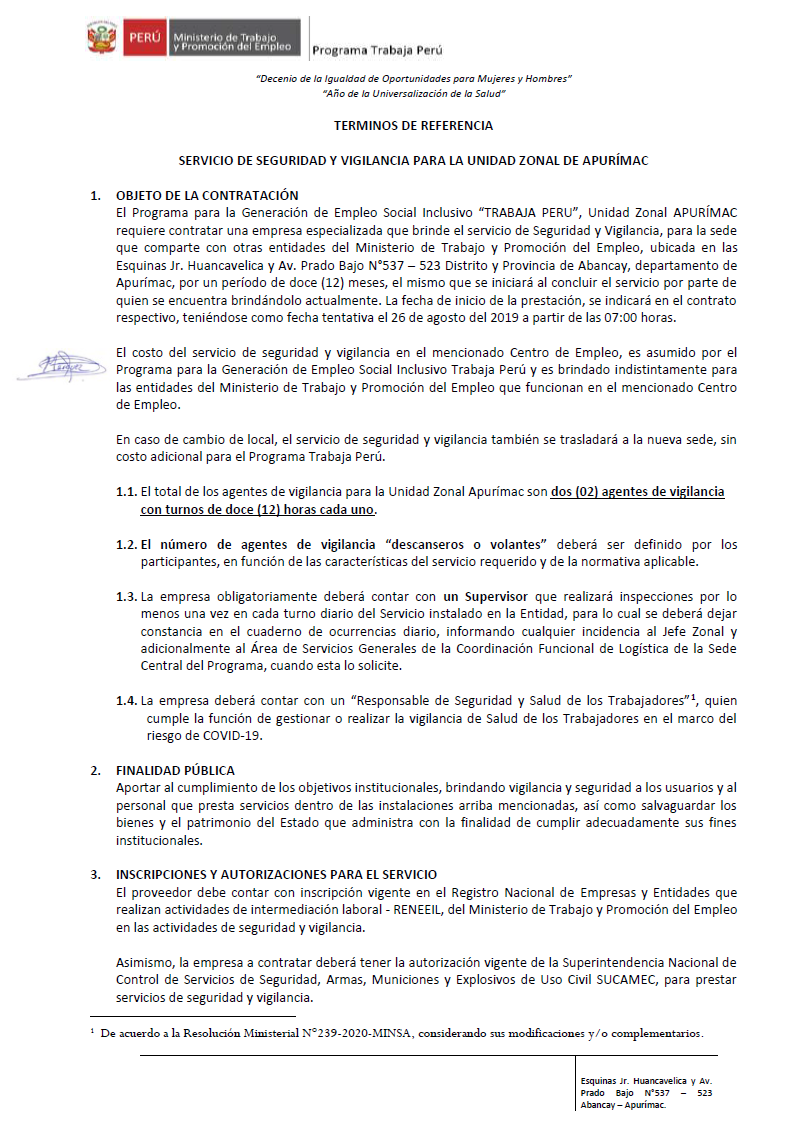 PERÚ
Ministerio de Trabajo
y Promoción del Empleo
Programa Trabaja Perú
“Decenio de la Igualdad de Oportunidades para Mujeres y Hombres”
“Año de la Universalización de la Salud”
TERMINOS DE REFERENCIA
SERVICIO DE SEGURIDAD Y VIGILANCIA PARA LA UNIDAD ZONAL DE APURÍMAC
1. OBJETO DE LA CONTRATACIÓN
El Programa para la Generación de Empleo Social Inclusivo “TRABAJA PERU”, Unidad Zonal APURÍMAC
requiere contratar una empresa especializada que brinde el servicio de Seguridad y Vigilancia, para la sede
que comparte con otras entidades del Ministerio de Trabajo y Promoción del Empleo, ubicada en las
Esquinas Jr. Huancavelica y Av. Prado Bajo N°537 – 523 Distrito y Provincia de Abancay, departamento de
Apurímac, por un período de doce (12) meses, el mismo que se iniciará al concluir el servicio por parte de
quien se encuentra brindándolo actualmente. La fecha de inicio de la prestación, se indicará en el contrato
respectivo, teniéndose como fecha tentativa el 26 de agosto del 2019 a partir de las 07:00 horas.
El costo del servicio de seguridad y vigilancia en el mencionado Centro de Empleo, es asumido por el
Programa para la Generación de Empleo Social Inclusivo Trabaja Perú y es brindado indistintamente para
las entidades del Ministerio de Trabajo y Promoción del Empleo que funcionan en el mencionado Centro
de Empleo.
En caso de cambio de local, el servicio de seguridad y vigilancia también se trasladará a la nueva sede, sin
costo adicional para el Programa Trabaja Perú.
1.1. El total de los agentes de vigilancia para la Unidad Zonal Apurímac son dos (02) agentes de vigilancia
con turnos de doce (12) horas cada uno.
1.2. El número de agentes de vigilancia “descanseros o volantes” deberá ser definido por los
participantes, en función de las características del servicio requerido y de la normativa aplicable.
1.3. La empresa obligatoriamente deberá contar con un Supervisor que realizará inspecciones por lo
menos una vez en cada turno diario del Servicio instalado en la Entidad, para lo cual se deberá dejar
constancia en el cuaderno de ocurrencias diario, informando cualquier incidencia al Jefe Zonal y
adicionalmente al Área de Servicios Generales de la Coordinación Funcional de Logística de la Sede
Central del Programa, cuando esta lo solicite.
1.4. La empresa deberá contar con un “Responsable de Seguridad y Salud de los Trabajadores”1, quien
cumple la función de gestionar o realizar la vigilancia de Salud de los Trabajadores en el marco del
riesgo de COVID-19.
2. FINALIDAD PÚBLICA
Aportar al cumplimiento de los objetivos institucionales, brindando vigilancia y seguridad a los usuarios y al
personal que presta servicios dentro de las instalaciones arriba mencionadas, así como salvaguardar los
bienes y el patrimonio del Estado que administra con la finalidad de cumplir adecuadamente sus fines
institucionales.
3. INSCRIPCIONES Y AUTORIZACIONES PARA EL SERVICIO
El proveedor debe contar con inscripción vigente en el Registro Nacional de Empresas y Entidades que
realizan actividades de intermediación laboral - RENEEIL, del Ministerio de Trabajo y Promoción del Empleo
en las actividades de seguridad y vigilancia.
Asimismo, la empresa a contratar deberá tener la autorización vigente de la Superintendencia Nacional de
Control de Servicios de Seguridad, Armas, Municiones y Explosivos de Uso Civil SUCAMEC, para prestar
servicios de seguridad y vigilancia.
1 De acuerdo a la Resolución Ministerial N°239-2020-MINSA, considerando sus modificaciones y/o complementarios.
Esquinas Jr. Huancavelica y Av.
Prado Bajo N°537 – 523
Abancay – Apurímac.